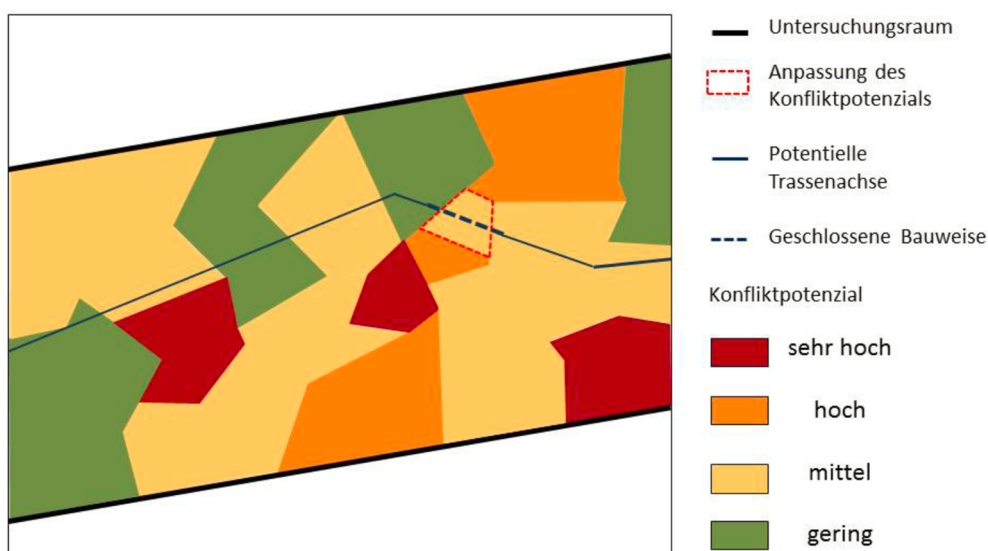 Untersuchungsraum
Anpassung des
Konfliktpotenzials
Potentielle
Trassenachse
Geschlossene Bauweise
Konfliktpotenzial
sehr hoch
hoch
mittel
gering